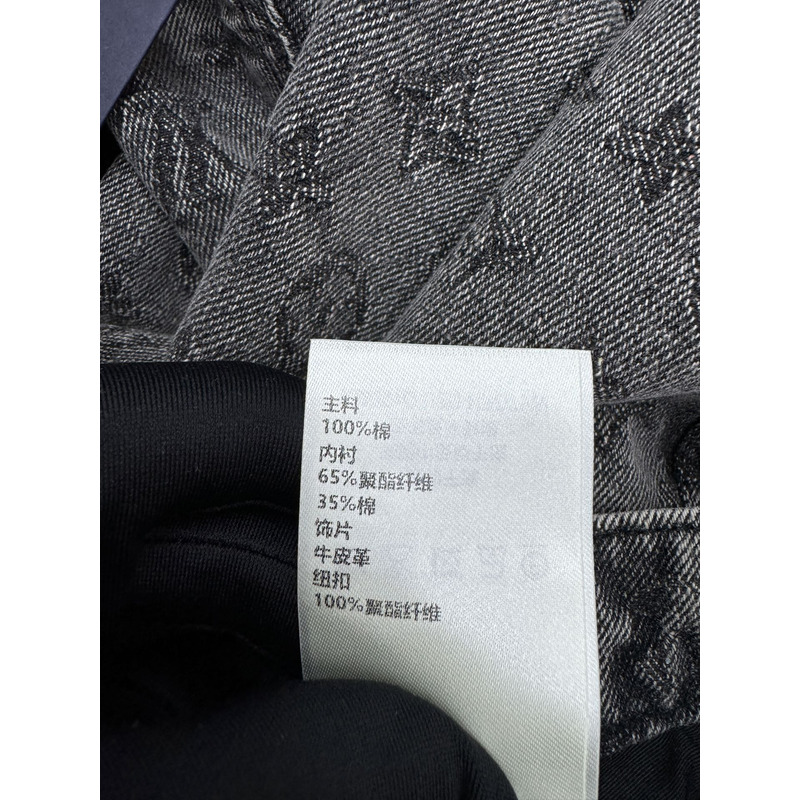 主料
100%棉
内衬
65%聚酯纤维
35%棉
饰片
牛皮革
纽扣
100%聚酯纤维